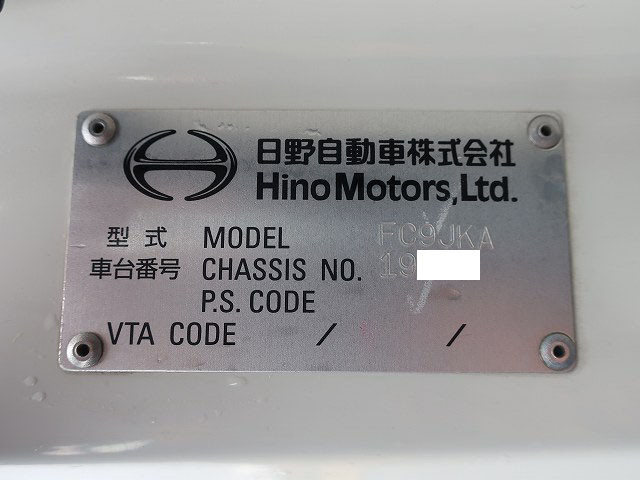 日野自動車株式会社
Hino Motors, Ltd.
型式 MODEL FC9JKA
車台番号 CHASSIS NO. 19
P.S. CODE
VTA CODE / /